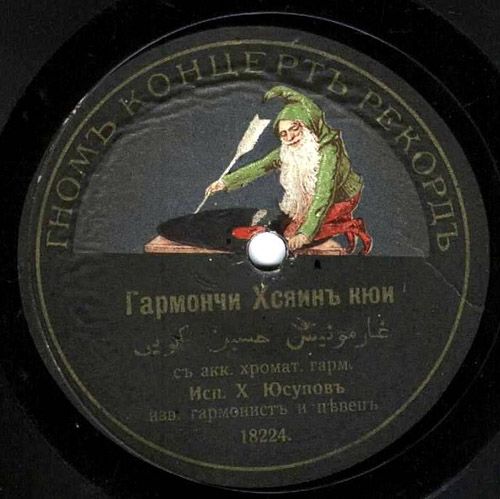 ГНОМЪ КОНЦЕРТЪ РЕКОРДЪ
Гармончи Хсяинъ кюи
غارمونچی حسین کویی
съ акк. хромат. гарм.
Исп. Х Юсуповъ
изв. гармонистъ и пѣвецъ
18224.